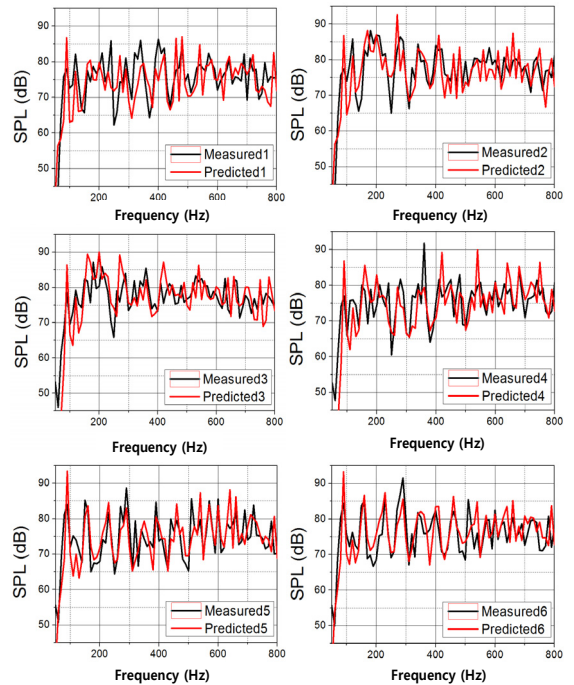 90
80
70
60
50
SPL (dB)
Measured1
Predicted1
200 400 600 800
Frequency (Hz)
90
80
70
60
50
SPL (dB)
Measured2
Predicted2
200 400 600 800
Frequency (Hz)
90
80
70
60
50
SPL (dB)
Measured3
Predicted3
200 400 600 800
Frequency (Hz)
90
80
70
60
50
SPL (dB)
Measured4
Predicted4
200 400 600 800
Frequency (Hz)
90
80
70
60
50
SPL (dB)
Measured5
Predicted5
200 400 600 800
Frequency (Hz)
90
80
70
60
50
SPL (dB)
Measured6
Predicted6
200 400 600 800
Frequency (Hz)